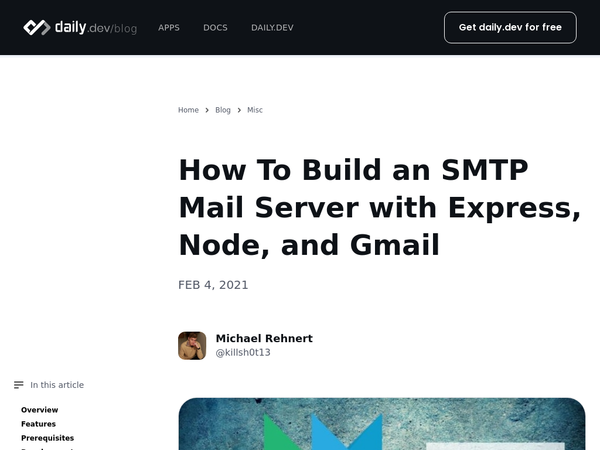 daily.dev/blog
APPS
DOCS
DAILY.DEV
Get daily.dev for free
Home
Blog
Misc
How To Build an SMTP
Mail Server with Express,
Node, and Gmail
FEB 4, 2021
Michael Rehnert
@killsh0t13
In this article
Overview
Features
Prerequisites